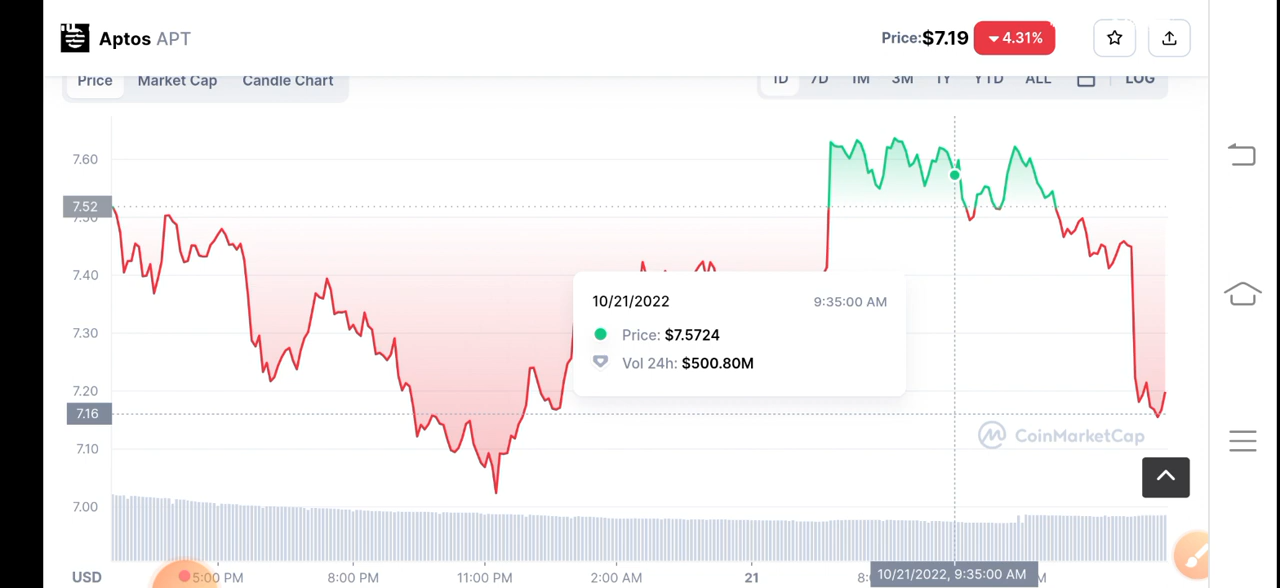 Aptos APT
Price: $7.19 4.31%
Price Market Cap Candle Chart
1D 7D 1M 3M 1Y YTD ALL LOG
7.60
7.52
7.50
7.40
7.30
7.20
7.16
7.10
7.00
10/21/2022 9:35:00 AM
Price: $7.5724
Vol 24h: $500.80M
CoinMarketCap
USD 5:00 PM 8:00 PM 11:00 PM 2:00 AM 21 8: 10/21/2022, 9:35:00 AM M